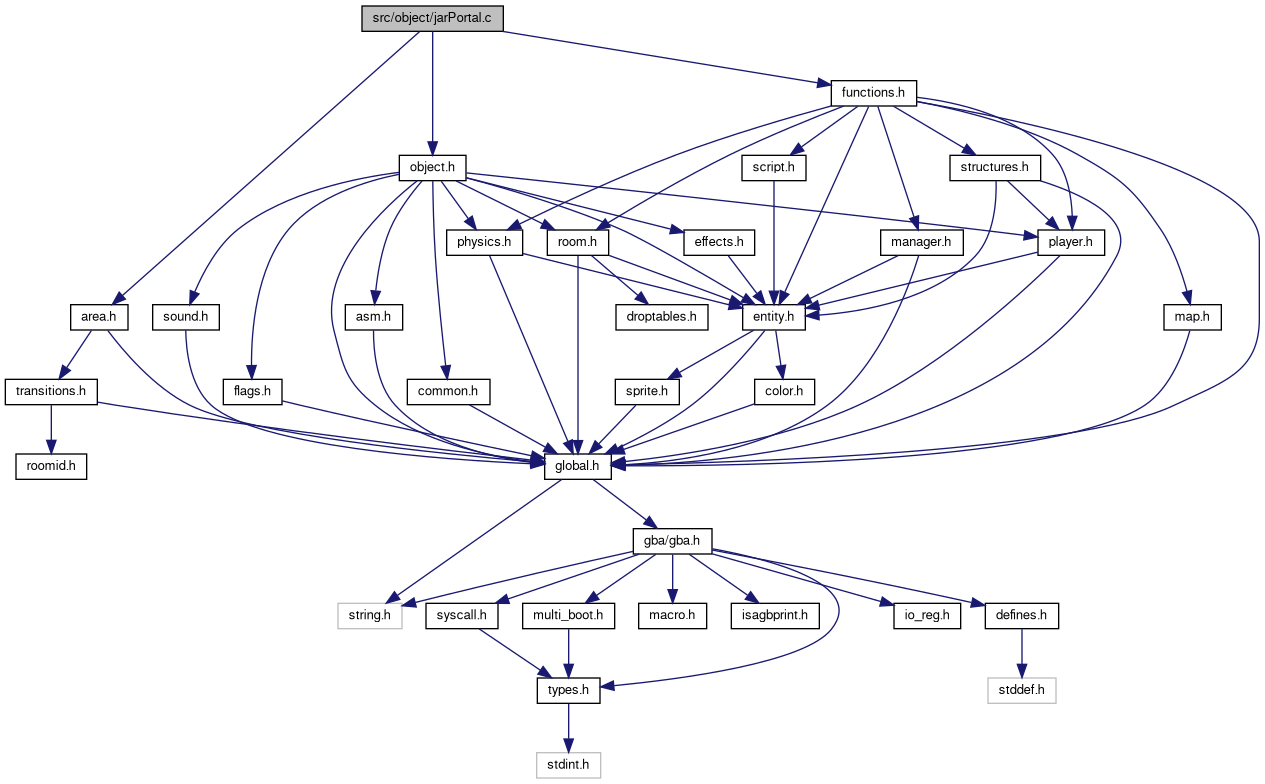 src/object/jarPortal.c
functions.h
object.h
script.h
structures.h
physics.h
room.h
effects.h
manager.h
player.h
area.h
sound.h
asm.h
droptables.h
entity.h
map.h
transitions.h
flags.h
common.h
sprite.h
color.h
roomid.h
global.h
gba/gba.h
string.h
syscall.h
multi_boot.h
macro.h
isagbprint.h
io_reg.h
defines.h
types.h
stddef.h
stdint.h